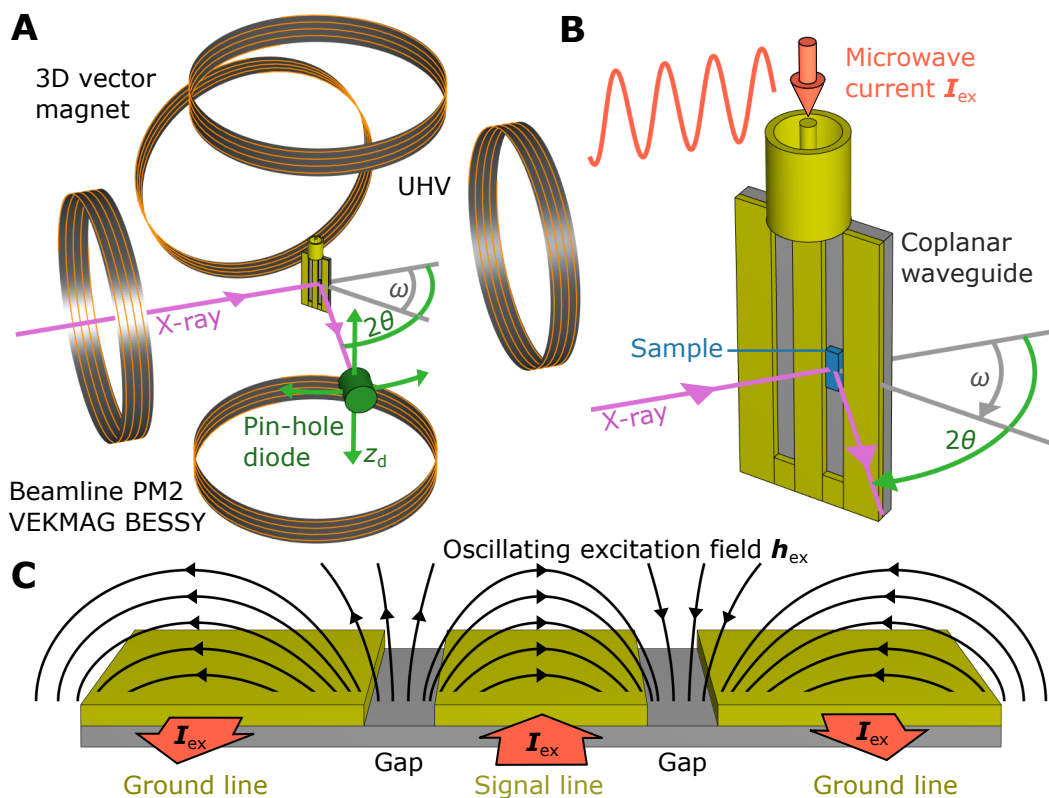 A
3D vector
magnet
UHV
X-ray
ω
2θ
Pin-hole
diode
z_d
Beamline PM2
VEKMAG BESSY
B
Microwave
current I_ex
Coplanar
waveguide
Sample
X-ray
ω
2θ
C
Oscillating excitation field h_ex
I_ex
I_ex
I_ex
Gap
Gap
Ground line
Signal line
Ground line